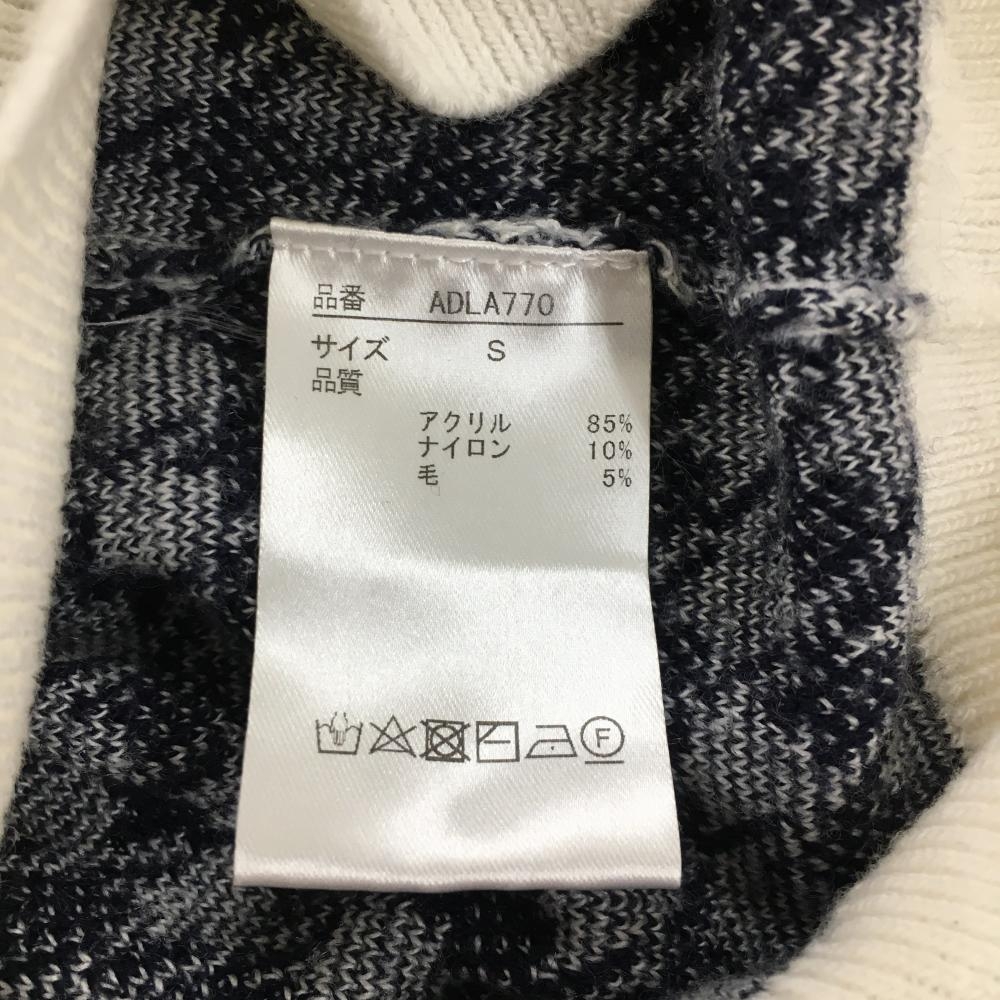 品番 ADLA770
サイズ S
品質
アクリル 85%
ナイロン 10%
毛 5%
F